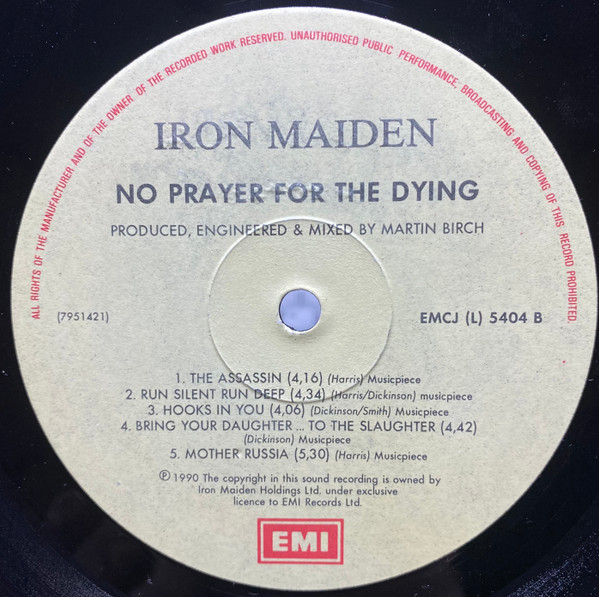 ALL RIGHTS OF THE MANUFACTURER AND OF THE OWNER OF THE RECORDED WORK RESERVED. UNAUTHORISED PUBLIC PERFORMANCE, BROADCASTING AND COPYING OF THIS RECORD PROHIBITED.
IRON MAIDEN
NO PRAYER FOR THE DYING
PRODUCED, ENGINEERED & MIXED BY MARTIN BIRCH
(7951421)
EMCJ (L) 5404 B
1. THE ASSASSIN (4,16) (Harris) Musicpiece
2. RUN SILENT RUN DEEP (4,34) (Harris/Dickinson) musicpiece
3. HOOKS IN YOU (4,06) (Dickinson/Smith) Musicpiece
4. BRING YOUR DAUGHTER ... TO THE SLAUGHTER (4,42)
(Dickinson) Musicpiece
5. MOTHER RUSSIA (5,30) (Harris) Musicpiece
℗ 1990 The copyright in this sound recording is owned by
Iron Maiden Holdings Ltd. under exclusive
licence to EMI Records Ltd.
EMI